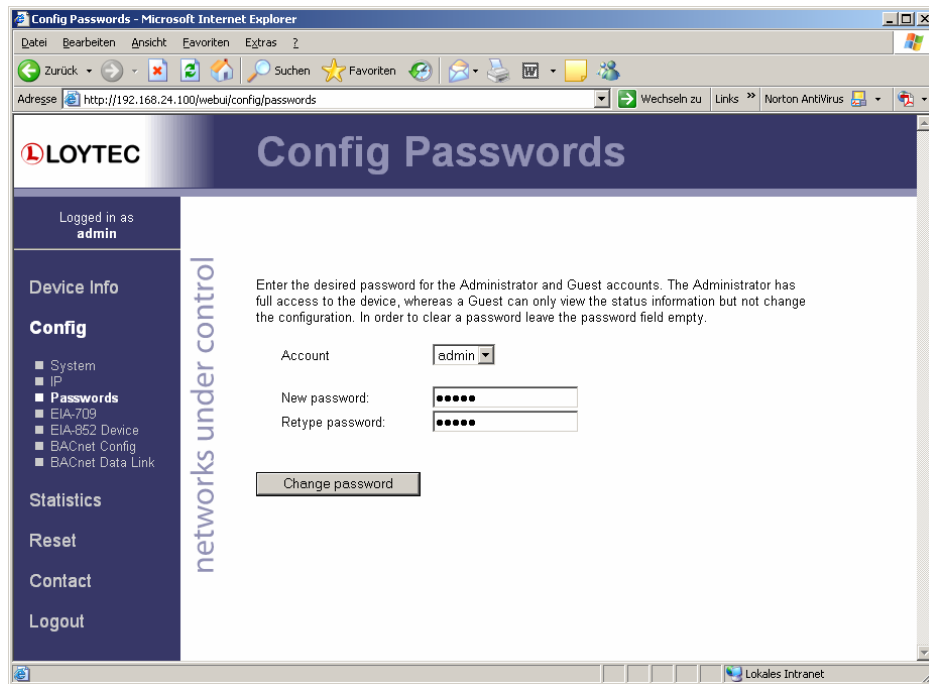 Config Passwords - Microsoft Internet Explorer
Datei Bearbeiten Ansicht Favoriten Extras ?
Zurück Suchen Favoriten
Adresse http://192.168.24.100/webui/config/passwords Wechseln zu Links » Norton AntiVirus
LOYTEC
Config Passwords
Logged in as
admin
Device Info
Config
System
IP
Passwords
EIA-709
EIA-852 Device
BACnet Config
BACnet Data Link
Statistics
Reset
Contact
Logout
networks under control
Enter the desired password for the Administrator and Guest accounts. The Administrator has
full access to the device, whereas a Guest can only view the status information but not change
the configuration. In order to clear a password leave the password field empty.
Account admin
New password: •••••
Retype password: •••••
Change password
Lokales Intranet